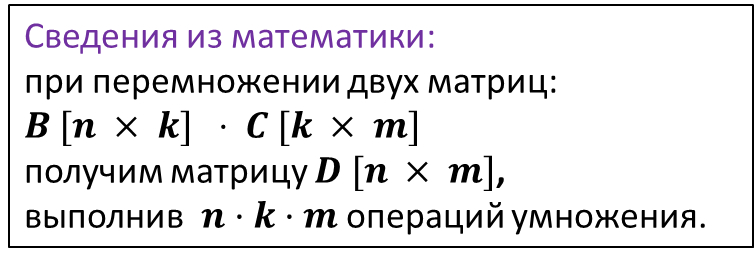 Сведения из математики:
при перемножении двух матриц:
B [n × k] · C [k × m]
получим матрицу D [n × m],
выполнив n · k · m операций умножения.